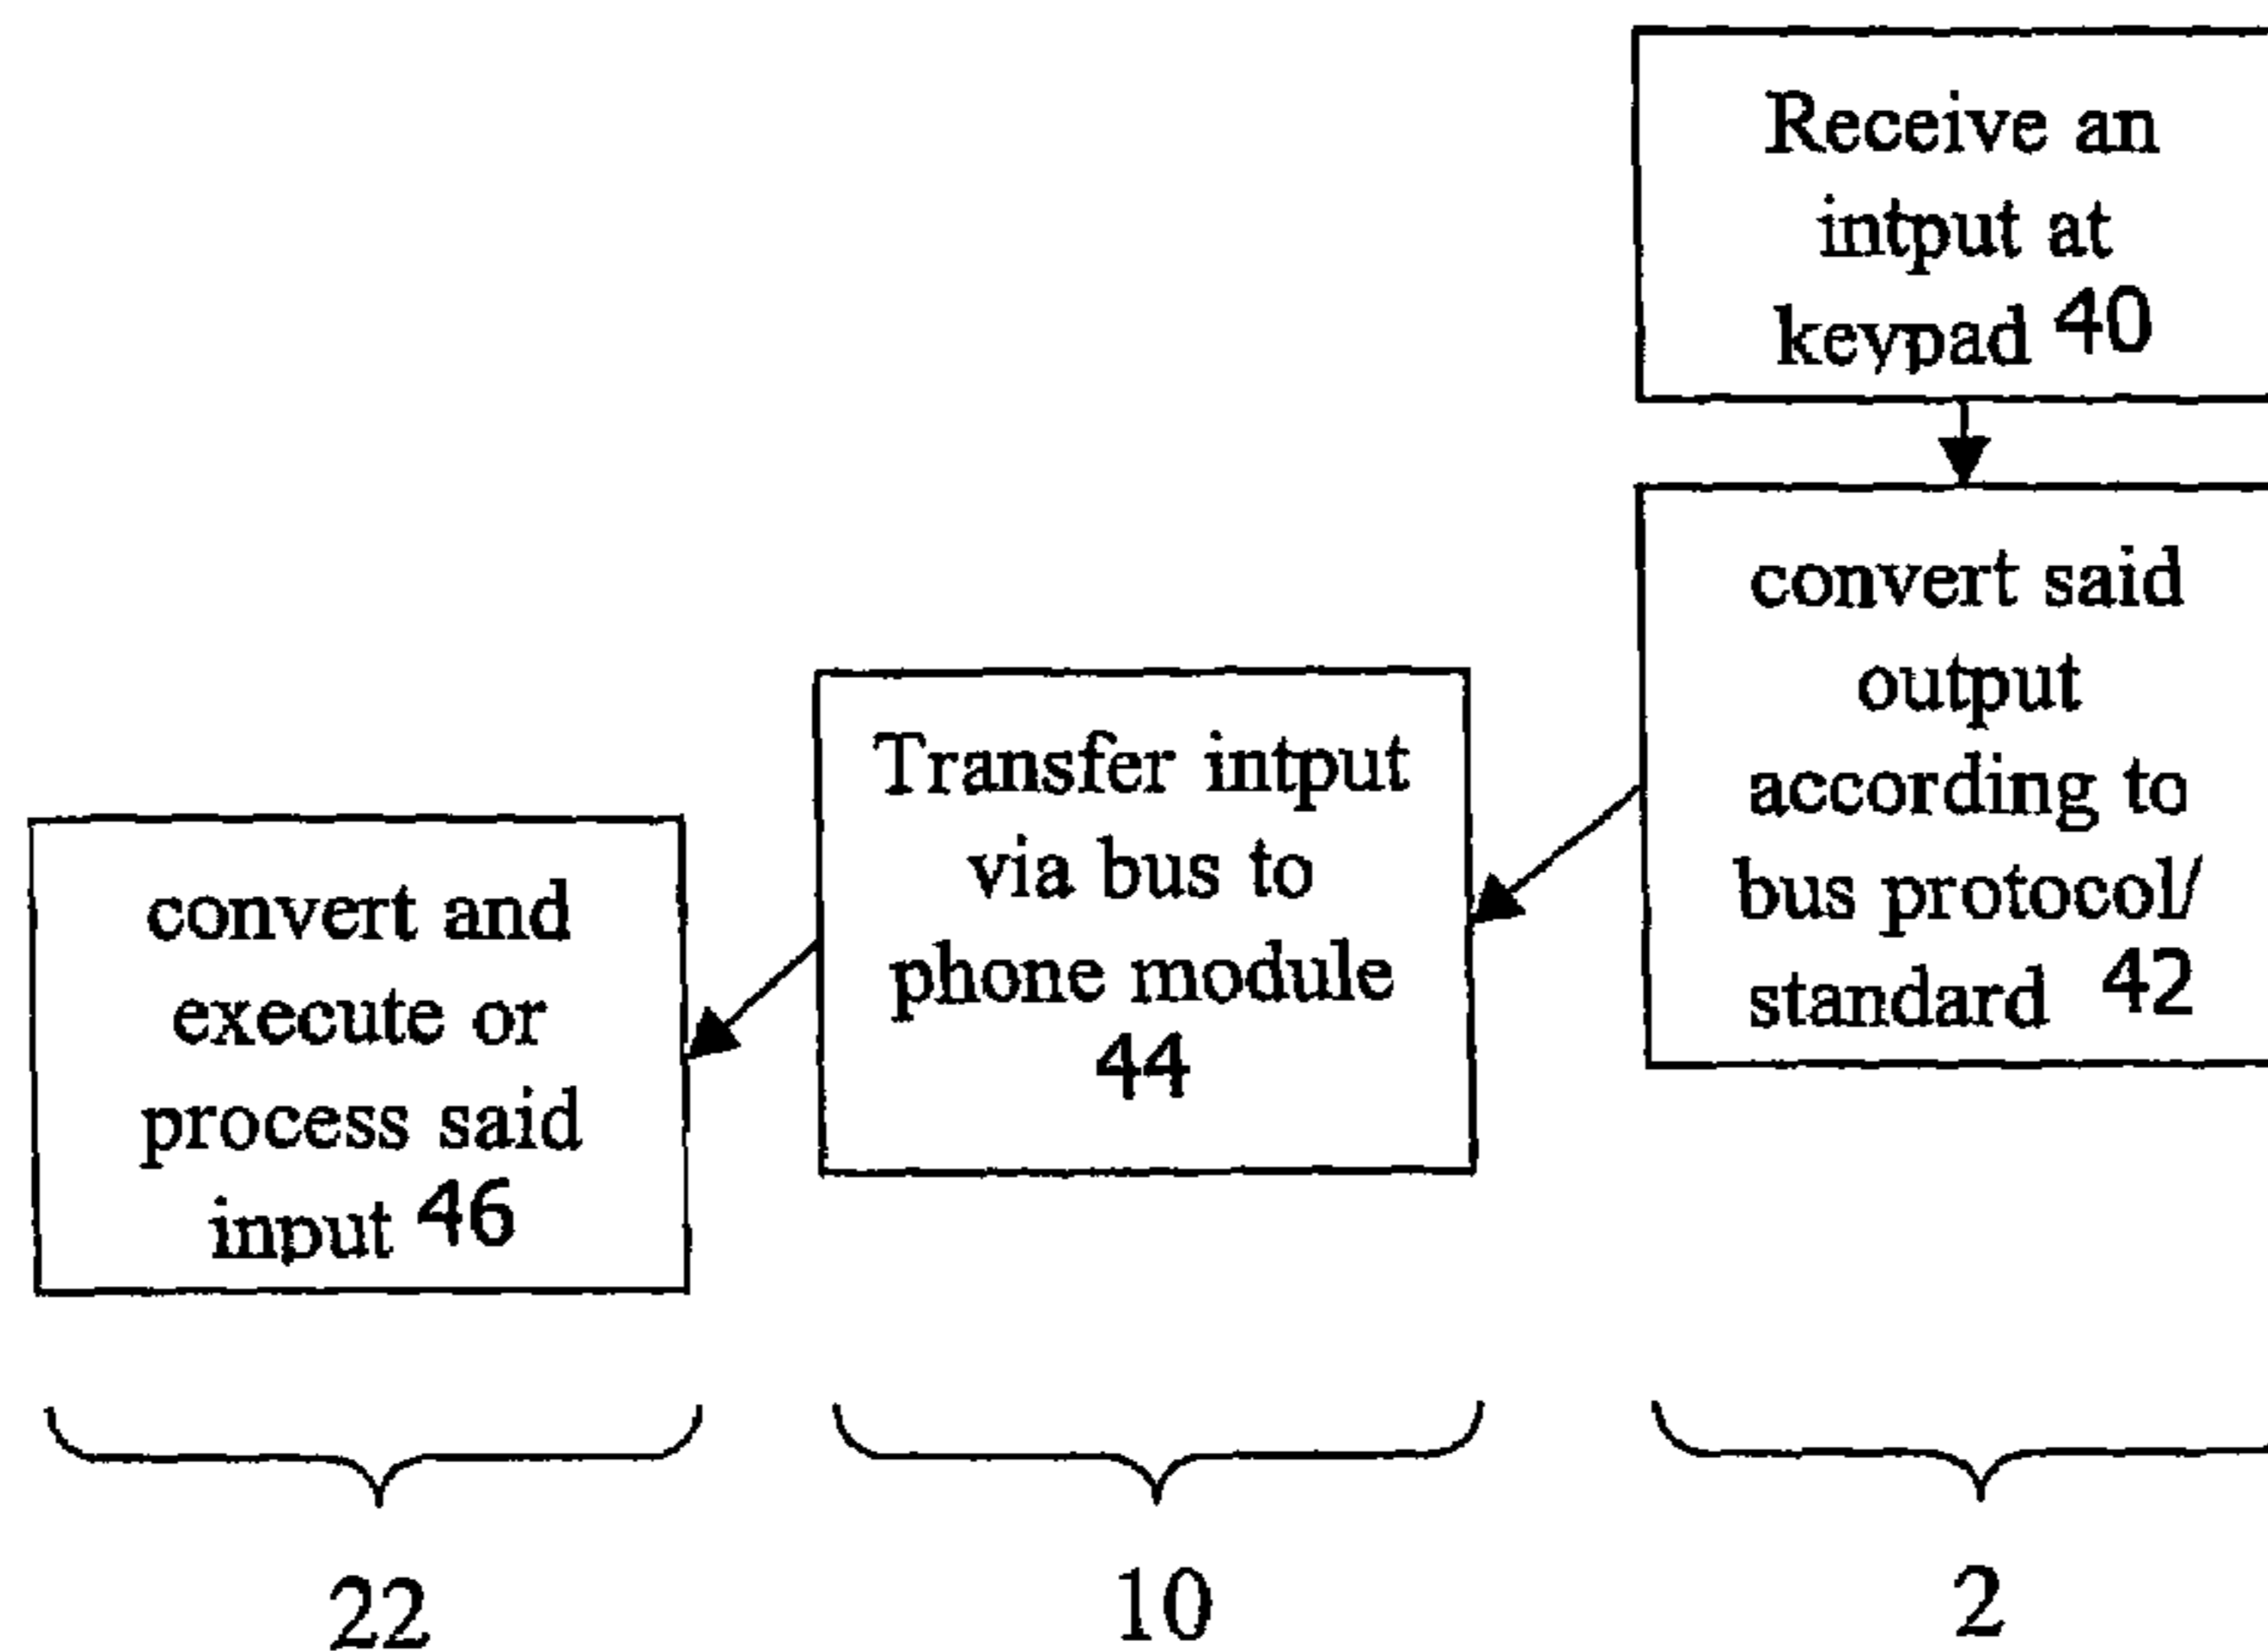 Receive an
intput at
keypad 40
convert said
output
according to
bus protocol/
standard 42
Transfer intput
via bus to
phone module
44
convert and
execute or
process said
input 46
22
10
2